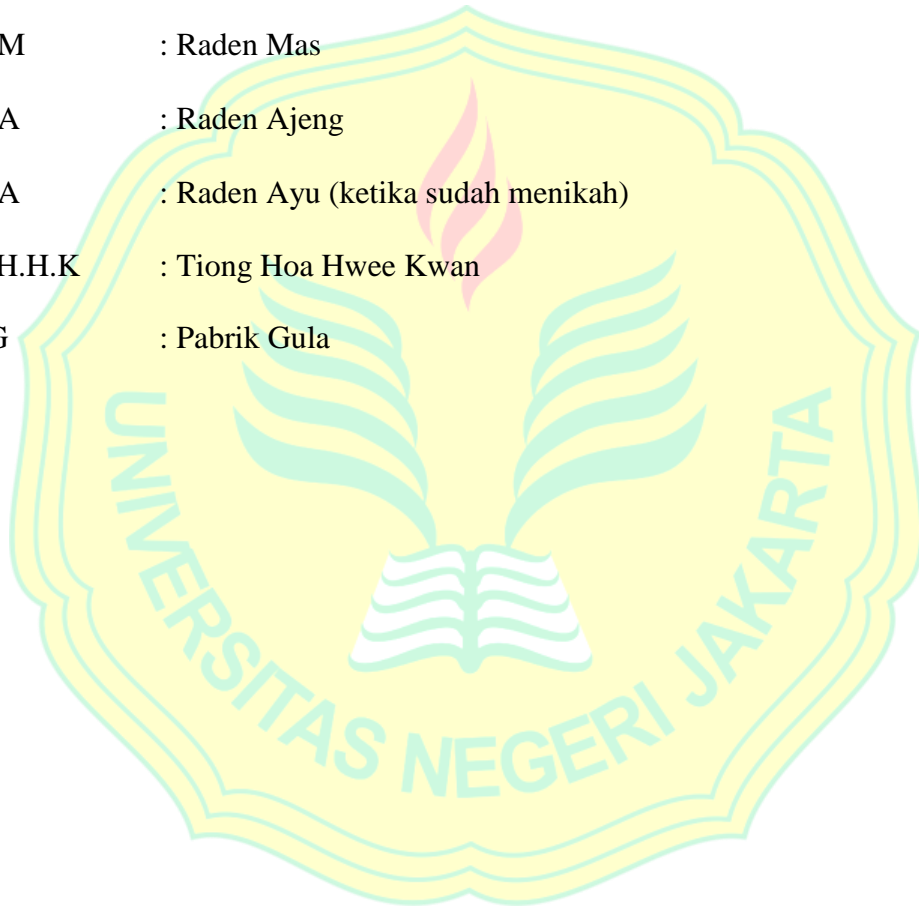 M : Raden Mas
A : Raden Ajeng
A : Raden Ayu (ketika sudah menikah)
H.H.K : Tiong Hoa Hwee Kwan
G : Pabrik Gula
UNIVERSITAS NEGERI JAKARTA